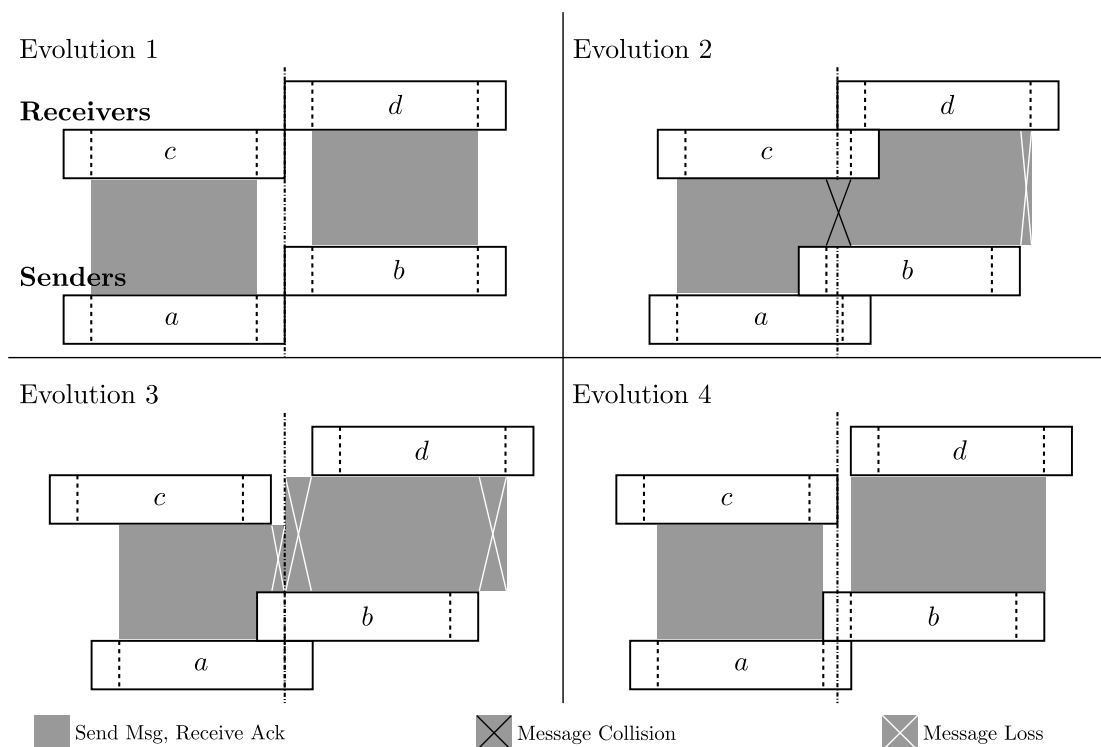 Evolution 1
Receivers
d
c
b
Senders
a
Evolution 2
d
c
b
a
Evolution 3
d
c
b
a
Evolution 4
d
c
b
a
Send Msg, Receive Ack
Message Collision
Message Loss